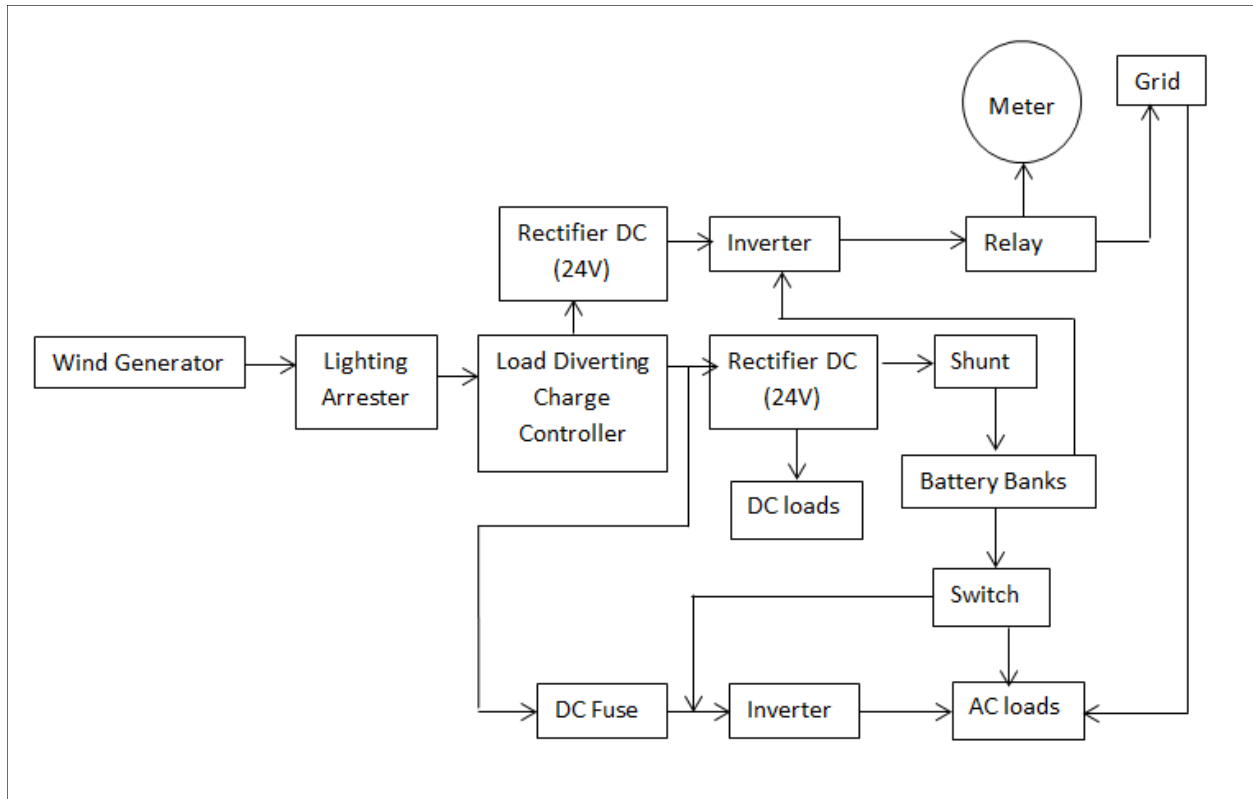 Grid
Meter
Rectifier DC
(24V)
Inverter
Relay
Wind Generator
Lighting
Arrester
Load Diverting
Charge
Controller
Rectifier DC
(24V)
Shunt
DC loads
Battery Banks
Switch
DC Fuse
Inverter
AC loads